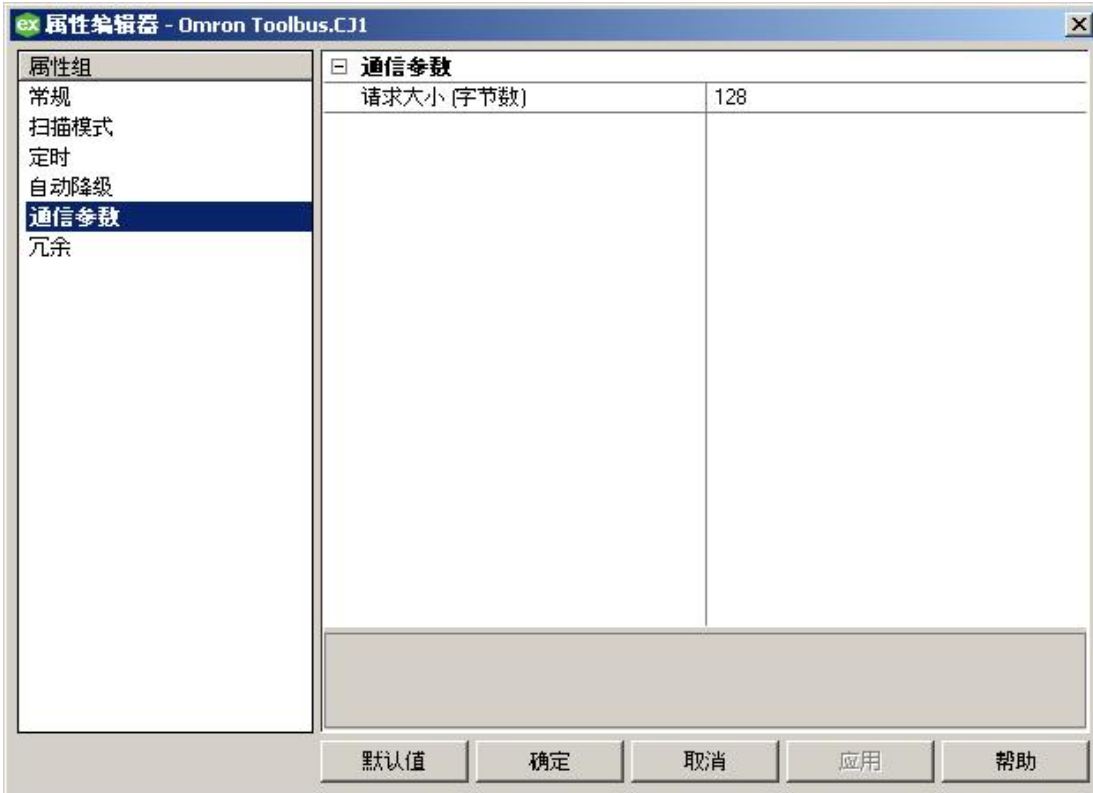 ex 属性编辑器 - Omron Toolbus.CJ1
属性组
常规
扫描模式
定时
自动降级
通信参数
冗余
通信参数
请求大小 (字节数) 128
默认值 确定 取消 应用 帮助